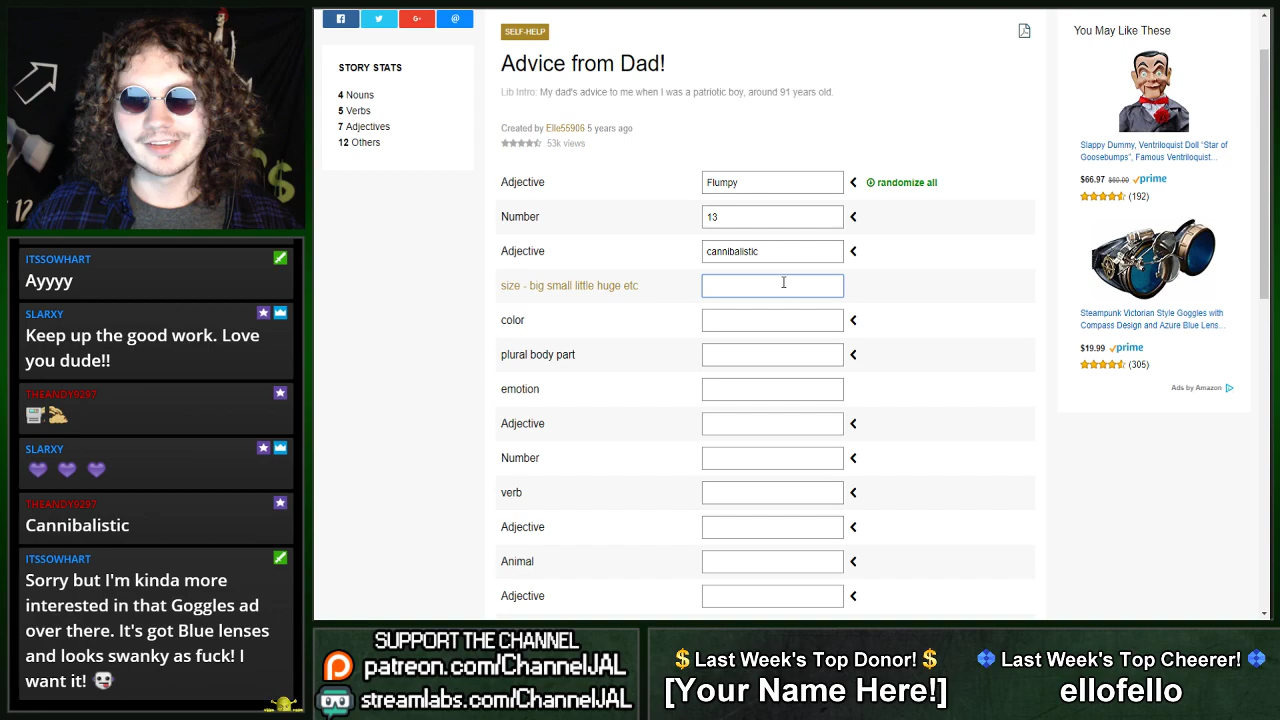 SELF-HELP
Advice from Dad!
Lib Intro: My dad's advice to me when I was a patriotic boy, around 91 years old.
Created by Elle55906 5 years ago
53k views
STORY STATS
4 Nouns
5 Verbs
7 Adjectives
12 Others
Adjective
Flumpy
randomize all
Number
13
Adjective
cannibalistic
size - big small little huge etc
color
plural body part
emotion
Adjective
Number
verb
Adjective
Animal
Adjective
You May Like These
Slappy Dummy, Ventriloquist Doll "Star of
Goosebumps", Famous Ventriloquist...
$66.97 $80.00 prime
(192)
Steampunk Victorian Style Goggles with
Compass Design and Azure Blue Lens...
$19.99 prime
(305)
Ads by Amazon
ITSSOWHART
Ayyyy
SLARXY
Keep up the good work. Love
you dude!!
THEANDY9297
SLARXY
THEANDY9297
Cannibalistic
ITSSOWHART
Sorry but I'm kinda more
interested in that Goggles ad
over there. It's got Blue lenses
and looks swanky as fuck! I
want it!
SUPPORT THE CHANNEL
patreon.com/ChannelJAL
streamlabs.com/ChannelJAL
$ Last Week's Top Donor! $
[Your Name Here!]
Last Week's Top Cheerer!
ellofello